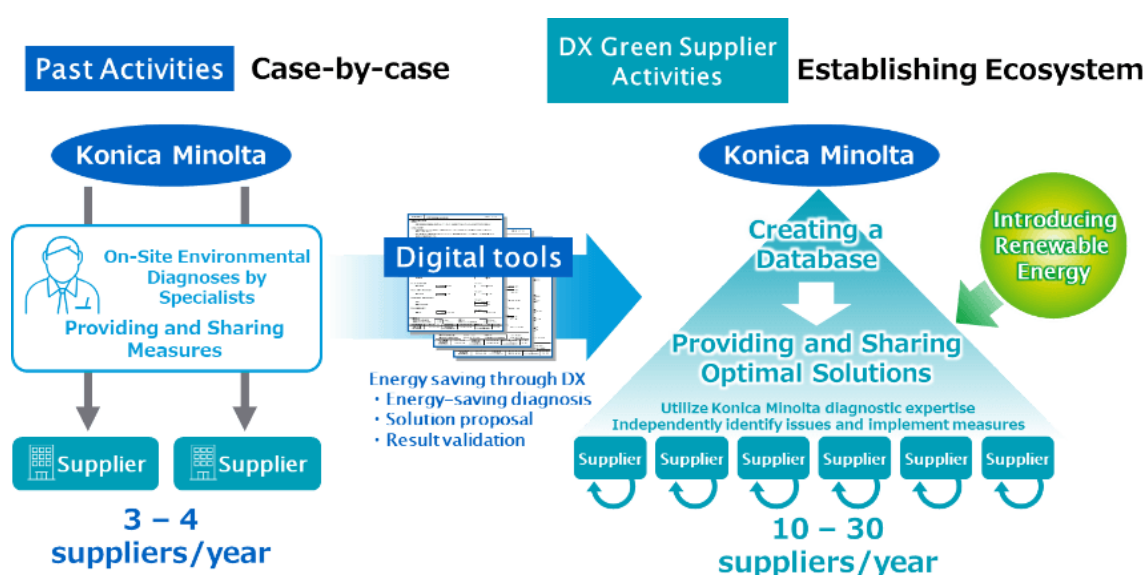 Past Activities
Case-by-case
Konica Minolta
On-Site Environmental
Diagnoses by
Specialists
Providing and Sharing
Measures
Supplier
Supplier
3 – 4
suppliers/year
Digital tools
Energy saving through DX
・Energy-saving diagnosis
・Solution proposal
・Result validation
DX Green Supplier
Activities
Establishing Ecosystem
Konica Minolta
Creating a
Database
Introducing
Renewable
Energy
Providing and Sharing
Optimal Solutions
Utilize Konica Minolta diagnostic expertise
Independently identify issues and implement measures
Supplier
Supplier
Supplier
Supplier
Supplier
Supplier
10 – 30
suppliers/year